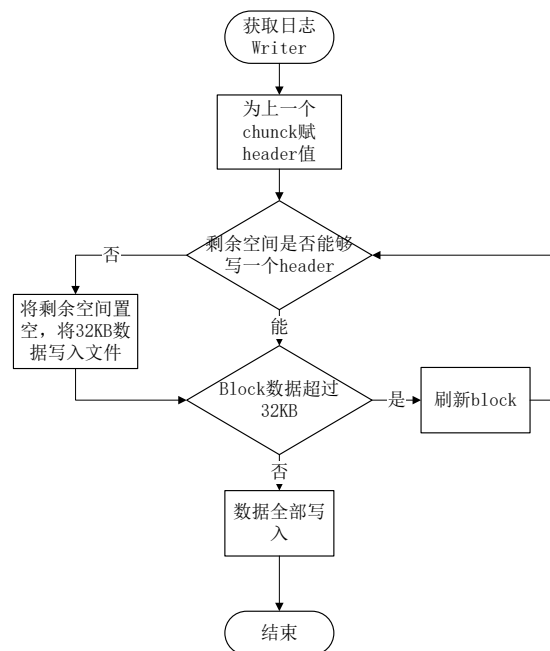 获取日志
Writer
为上一个
chunck赋
header值
剩余空间是否能够
写一个header
否
将剩余空间置
空，将32KB数
据写入文件
能
Block数据超过
32KB
是
刷新block
否
数据全部写
入
结束